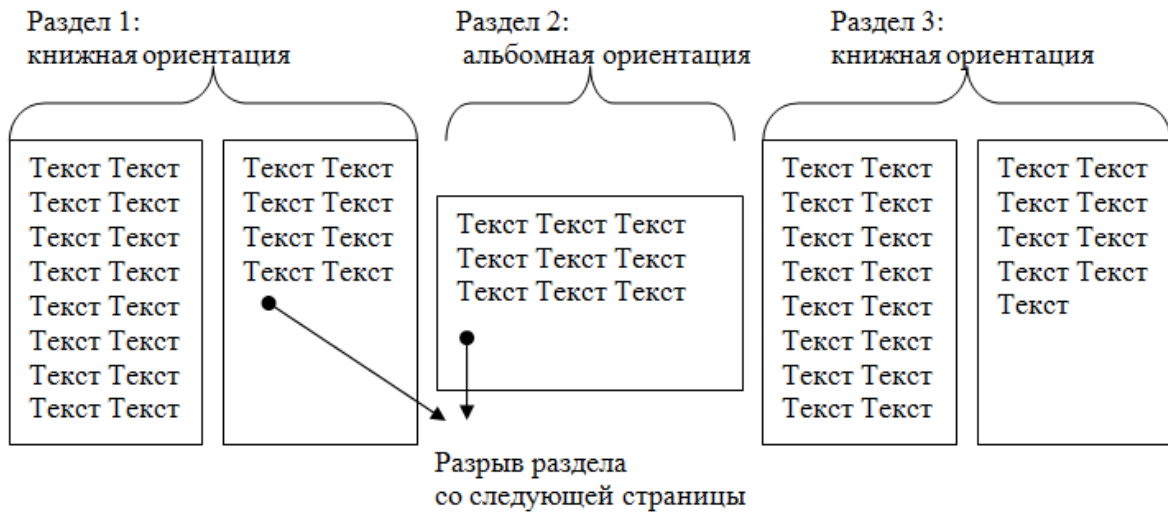 Раздел 1:
книжная ориентация
Раздел 2:
альбомная ориентация
Раздел 3:
книжная ориентация
Текст Текст
Текст Текст
Текст Текст
Текст Текст
Текст Текст
Текст Текст
Текст Текст
Текст Текст
Текст Текст
Текст Текст
Текст Текст
Текст Текст
Текст Текст Текст
Текст Текст Текст
Текст Текст Текст
Текст Текст
Текст Текст
Текст Текст
Текст Текст
Текст Текст
Текст Текст
Текст Текст
Текст Текст
Текст Текст
Текст Текст
Текст Текст
Текст Текст
Текст
Разрыв раздела
со следующей страницы